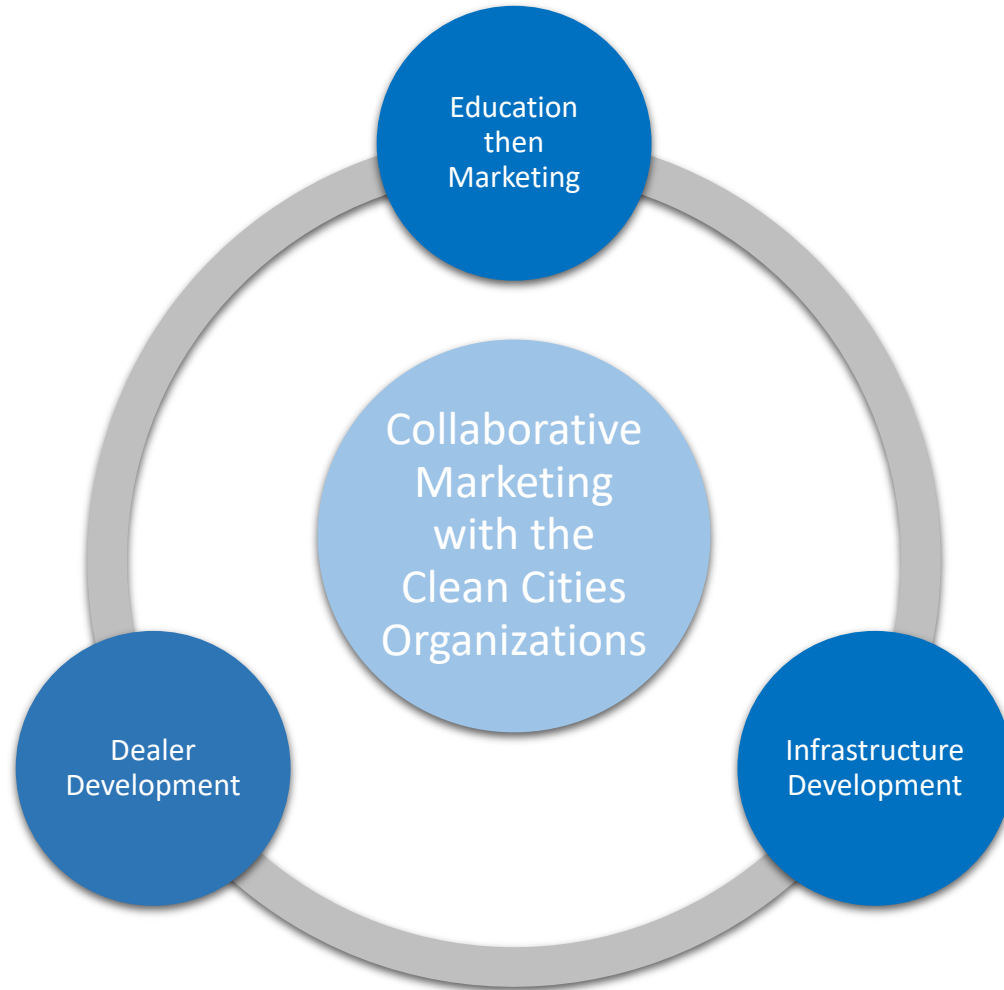 Education
then
Marketing
Collaborative
Marketing
with the
Clean Cities
Organizations
Dealer
Development
Infrastructure
Development